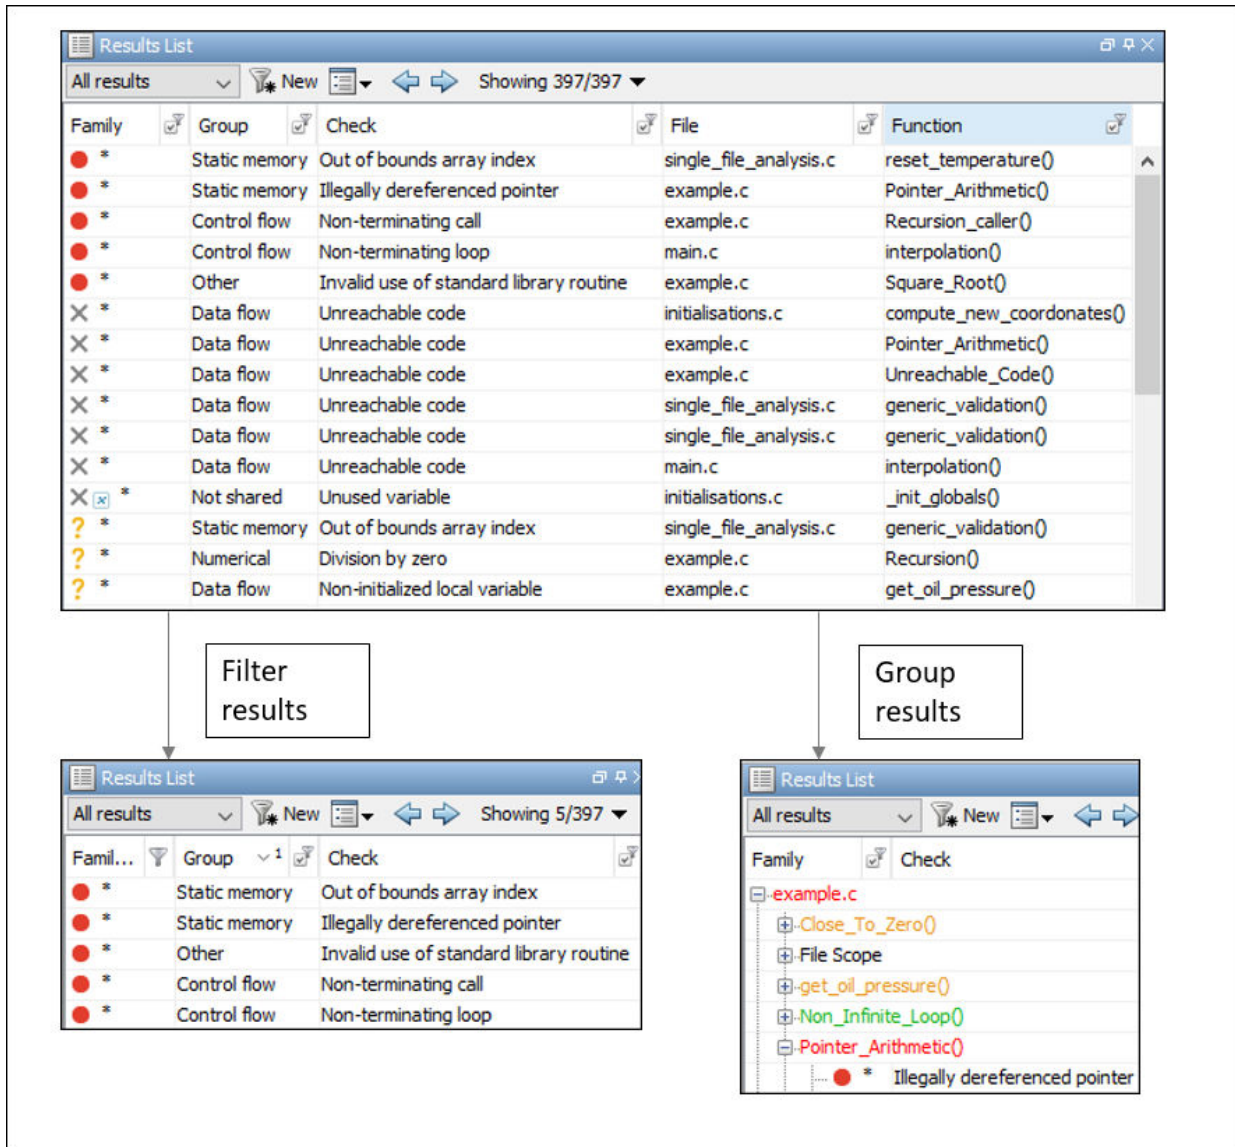 Results List
All results New Showing 397/397
Family Group Check File Function
* Static memory Out of bounds array index single_file_analysis.c reset_temperature()
* Static memory Illegally dereferenced pointer example.c Pointer_Arithmetic()
* Control flow Non-terminating call example.c Recursion_caller()
* Control flow Non-terminating loop main.c interpolation()
* Other Invalid use of standard library routine example.c Square_Root()
* Data flow Unreachable code initialisations.c compute_new_coordonates()
* Data flow Unreachable code example.c Pointer_Arithmetic()
* Data flow Unreachable code example.c Unreachable_Code()
* Data flow Unreachable code single_file_analysis.c generic_validation()
* Data flow Unreachable code single_file_analysis.c generic_validation()
* Data flow Unreachable code main.c interpolation()
x * Not shared Unused variable initialisations.c _init_globals()
? * Static memory Out of bounds array index single_file_analysis.c generic_validation()
? * Numerical Division by zero example.c Recursion()
? * Data flow Non-initialized local variable example.c get_oil_pressure()
Filter
results
Group
results
Results List
All results New Showing 5/397
Famil... Group 1 Check
* Static memory Out of bounds array index
* Static memory Illegally dereferenced pointer
* Other Invalid use of standard library routine
* Control flow Non-terminating call
* Control flow Non-terminating loop
Results List
All results New
Family Check
example.c
Close_To_Zero()
File Scope
get_oil_pressure()
Non_Infinite_Loop()
Pointer_Arithmetic()
* Illegally dereferenced pointer